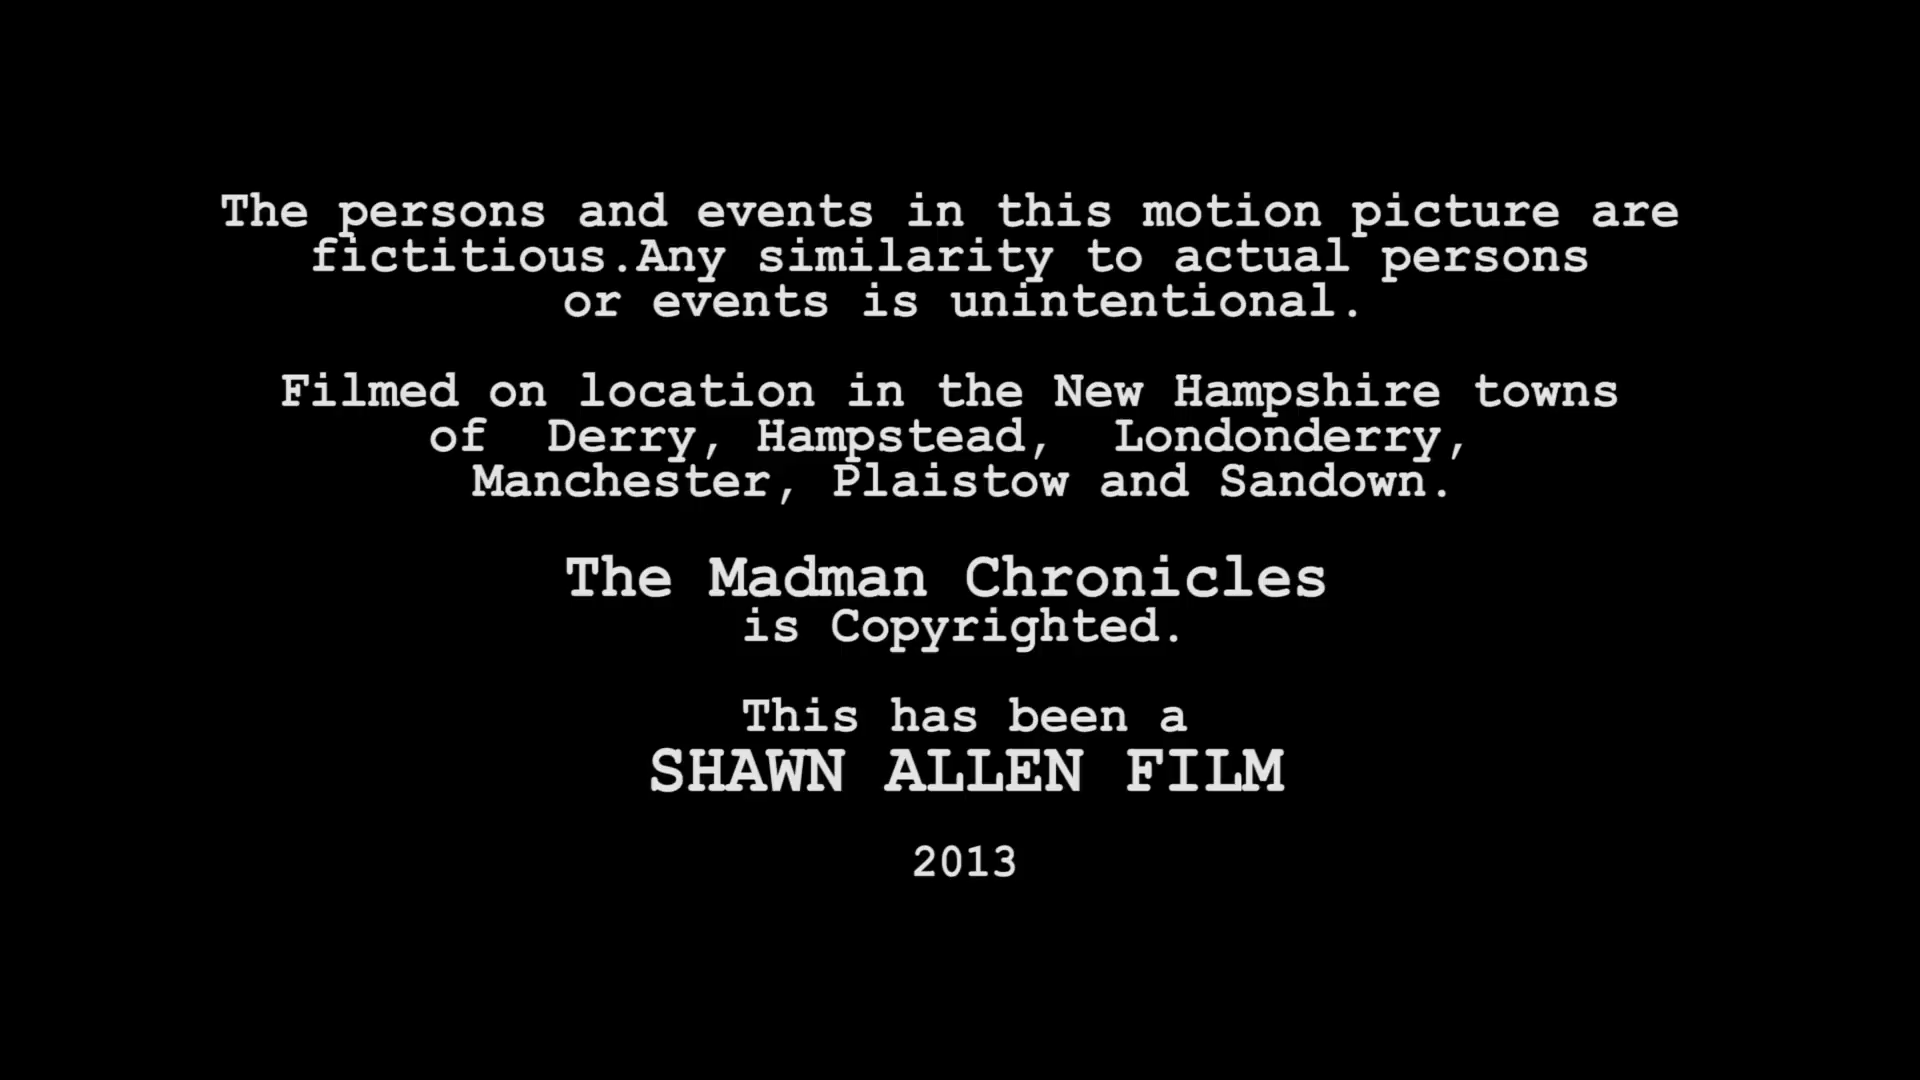 The persons and events in this motion picture are
fictitious.Any similarity to actual persons
or events is unintentional.
Filmed on location in the New Hampshire towns
of  Derry, Hampstead,  Londonderry,
Manchester, Plaistow and Sandown.
The Madman Chronicles
is Copyrighted.
This has been a
SHAWN ALLEN FILM
2013